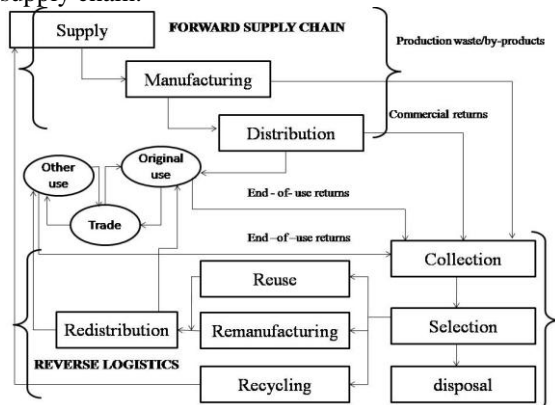 supply chain.
Supply
FORWARD SUPPLY CHAIN
Production waste/by-products
Manufacturing
Commercial returns
Distribution
Original
use
Other
use
End - of- use returns
Trade
End –of –use returns
Collection
Reuse
Redistribution
Remanufacturing
Selection
REVERSE LOGISTICS
Recycling
disposal